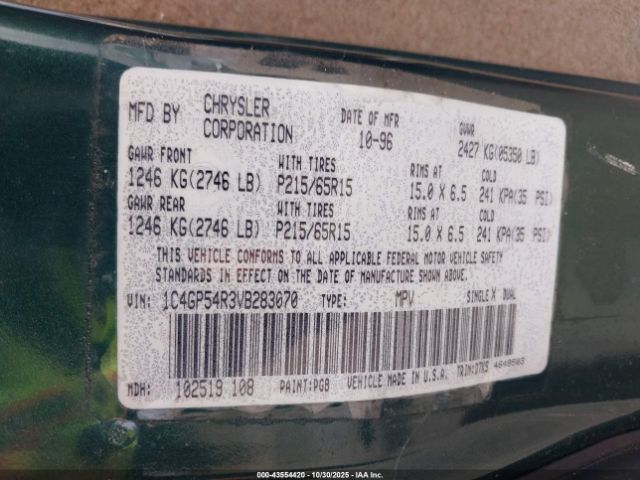 MFD BY CHRYSLER CORPORATION DATE OF MFR 10-96 GVWR 2427 KG(05350 LB)
GAWR FRONT WITH TIRES RIMS AT COLD
1246 KG(2746 LB) P215/65R15 15.0 X 6.5 241 KPA(35 PSI)
GAWR REAR WITH TIRES RIMS AT COLD
1246 KG(2746 LB) P215/65R15 15.0 X 6.5 241 KPA(35 PSI)
THIS VEHICLE CONFORMS TO ALL APPLICABLE FEDERAL MOTOR VEHICLE SAFETY
STANDARDS IN EFFECT ON THE DATE OF MANUFACTURE SHOWN ABOVE.
VIN: 1C4GP54R3VB283070 TYPE: MPV SINGLE X DUAL
MDH: 102519 108 PAINT:PGB VEHICLE MADE IN U.S.A. TRIM:D7K5 4648503
000-43554420 | 10/30/2025 - IAA, Inc.